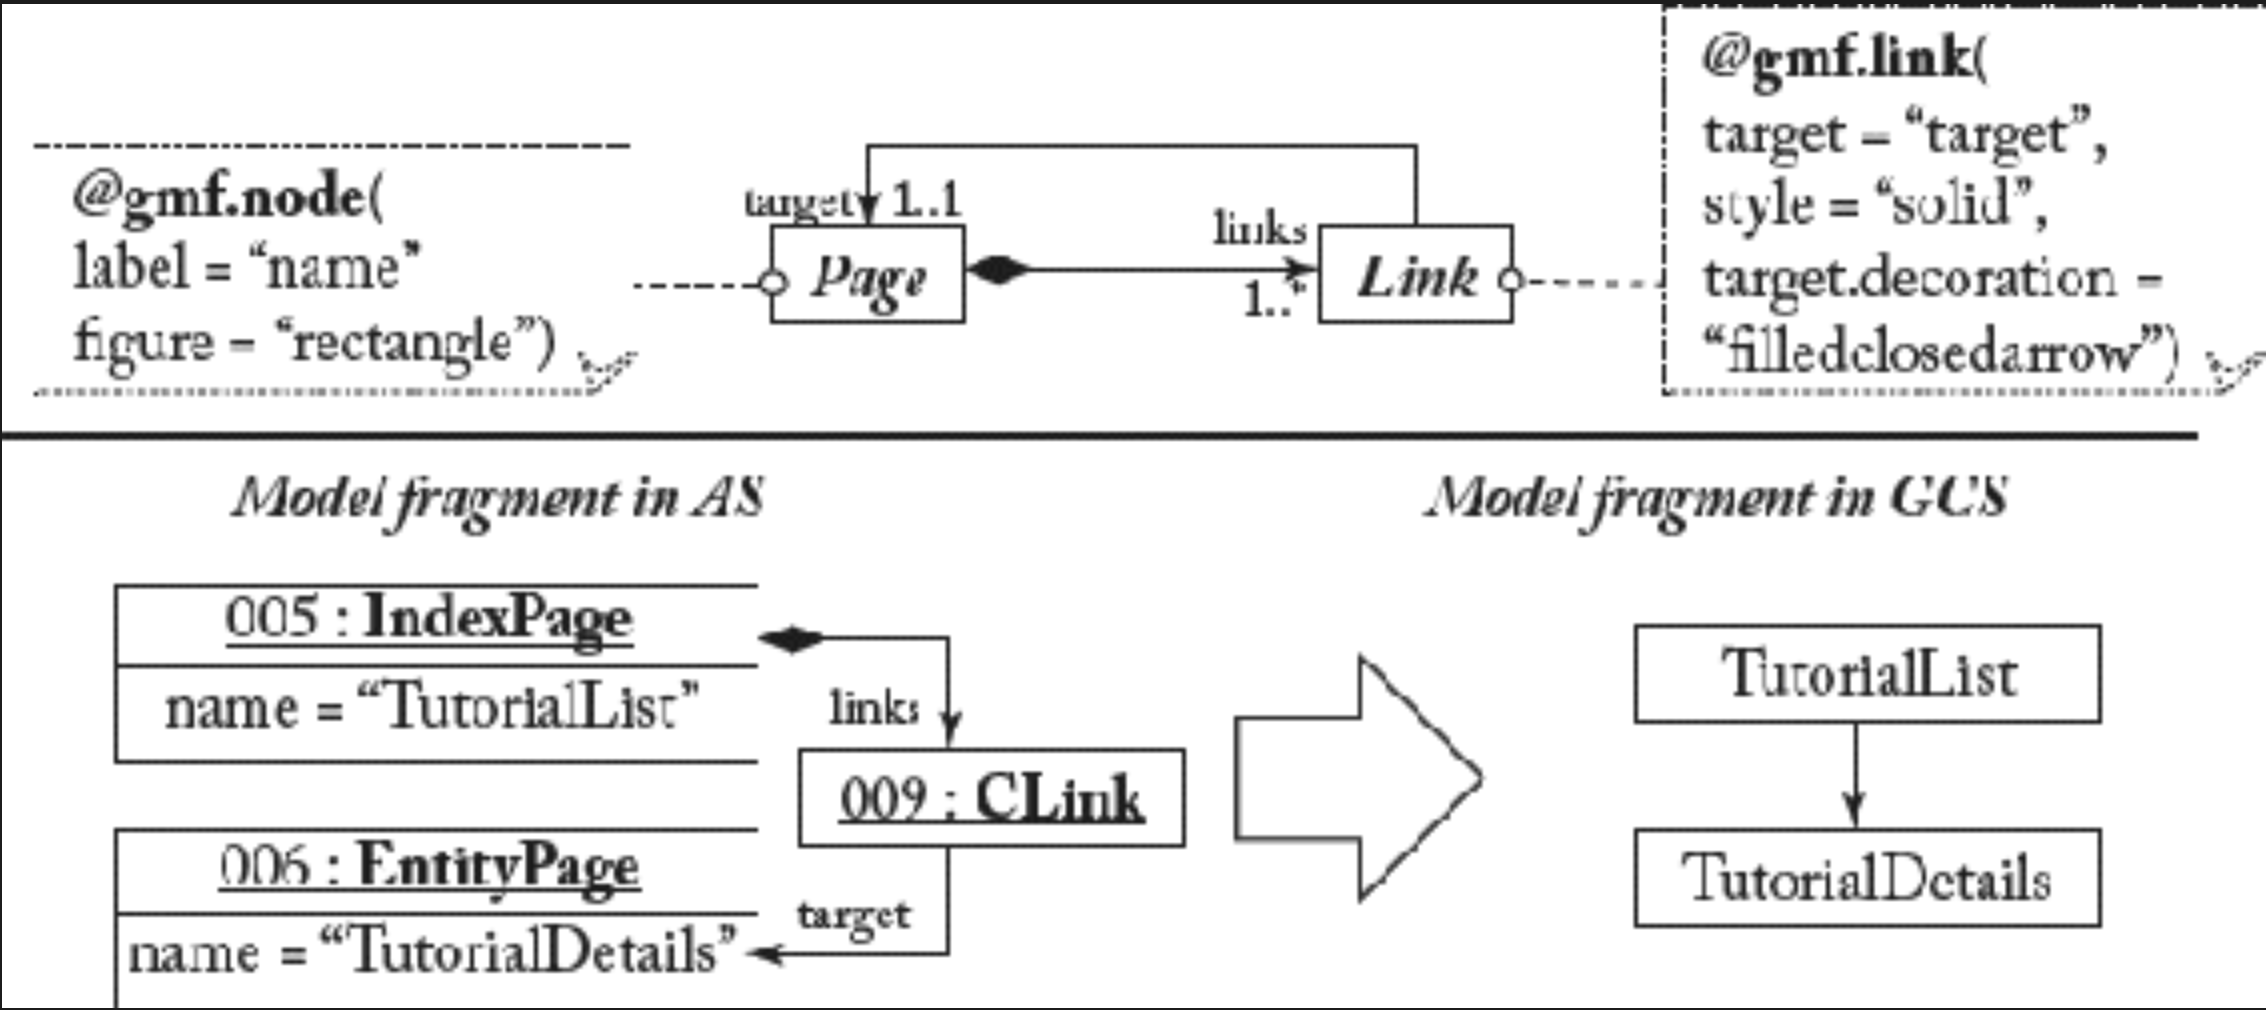 @gmf.node(
label = “name”
figure = “rectangle”)
target 1..1
Page
links
1..*
Link
@gmf.link(
target = “target”,
style = “solid”,
target.decoration =
“filledclosedarrow”)
Model fragment in AS
Model fragment in GCS
005 : IndexPage
name = “TutorialList”
links
009 : CLink
006 : EntityPage
name = “TutorialDetails”
target
TutorialList
TutorialDetails